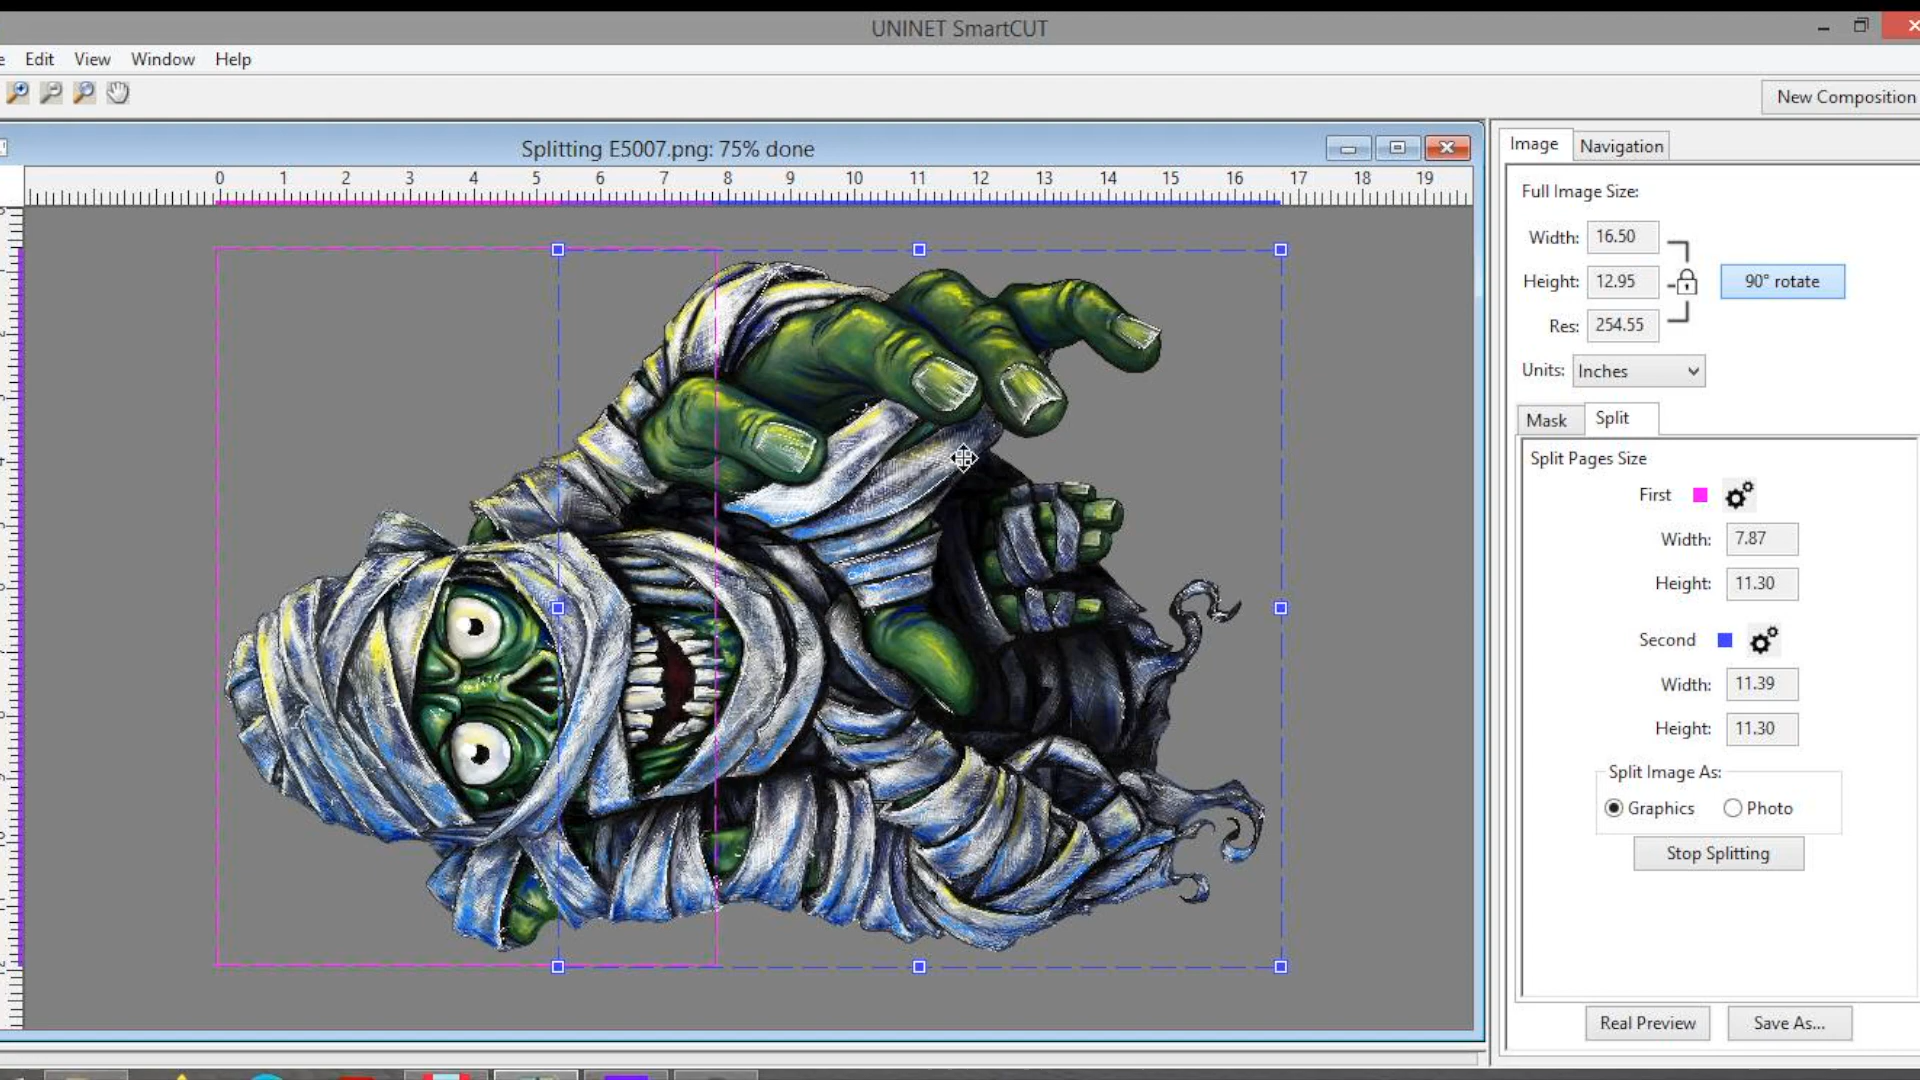 UNINET SmartCUT
Edit View Window Help
New Composition
Splitting E5007.png: 75% done
0 1 2 3 4 5 6 7 8 9 10 11 12 13 14 15 16 17 18 19
Image Navigation
Full Image Size:
Width: 16.50
Height: 12.95
90° rotate
Res: 254.55
Units: Inches
Mask Split
Split Pages Size
First
Width: 7.87
Height: 11.30
Second
Width: 11.39
Height: 11.30
Split Image As:
Graphics Photo
Stop Splitting
Real Preview Save As...